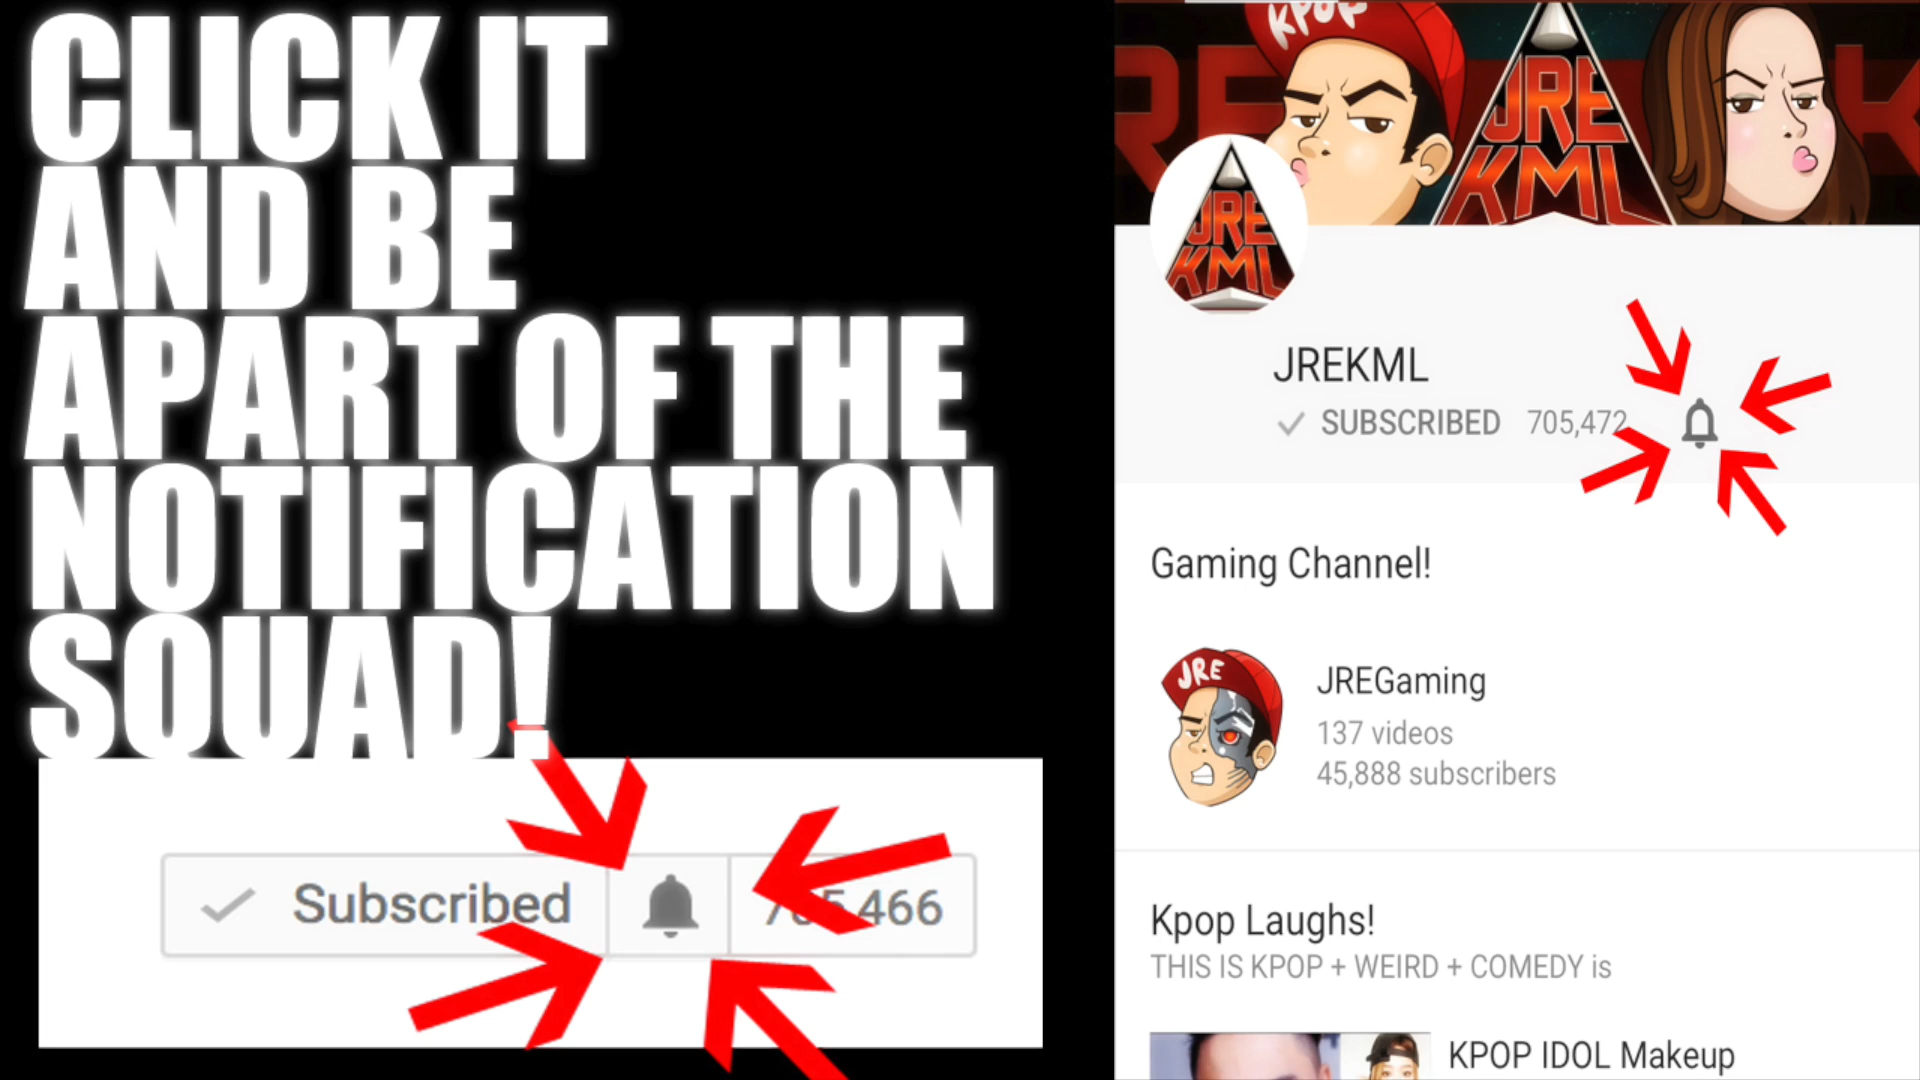 CLICK IT
AND BE
APART OF THE
NOTIFICATION
SQUAD!
Subscribed
466
KPOP
JRE
KML
JRE
KML
JREKML
SUBSCRIBED 705,472
Gaming Channel!
JRE
JREGaming
137 videos
45,888 subscribers
Kpop Laughs!
THIS IS KPOP + WEIRD + COMEDY is
KPOP IDOL Makeup